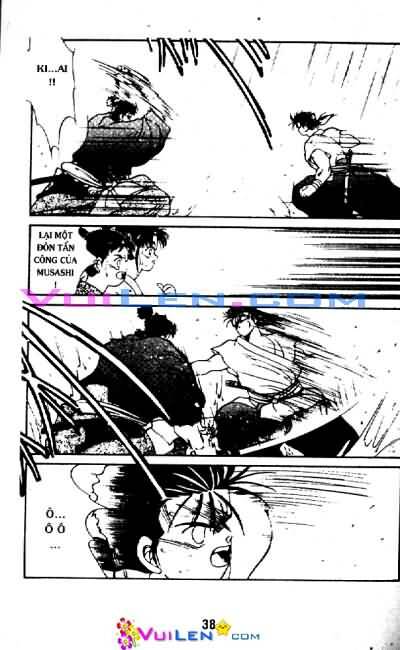 KI...AI
!!
LẠI MỘT
ĐÒN TẤN
CÔNG CỦA
MUSASHI
!
VUILEN.COM
Ô...
Ô Ô
...
38
VUILEN.COM